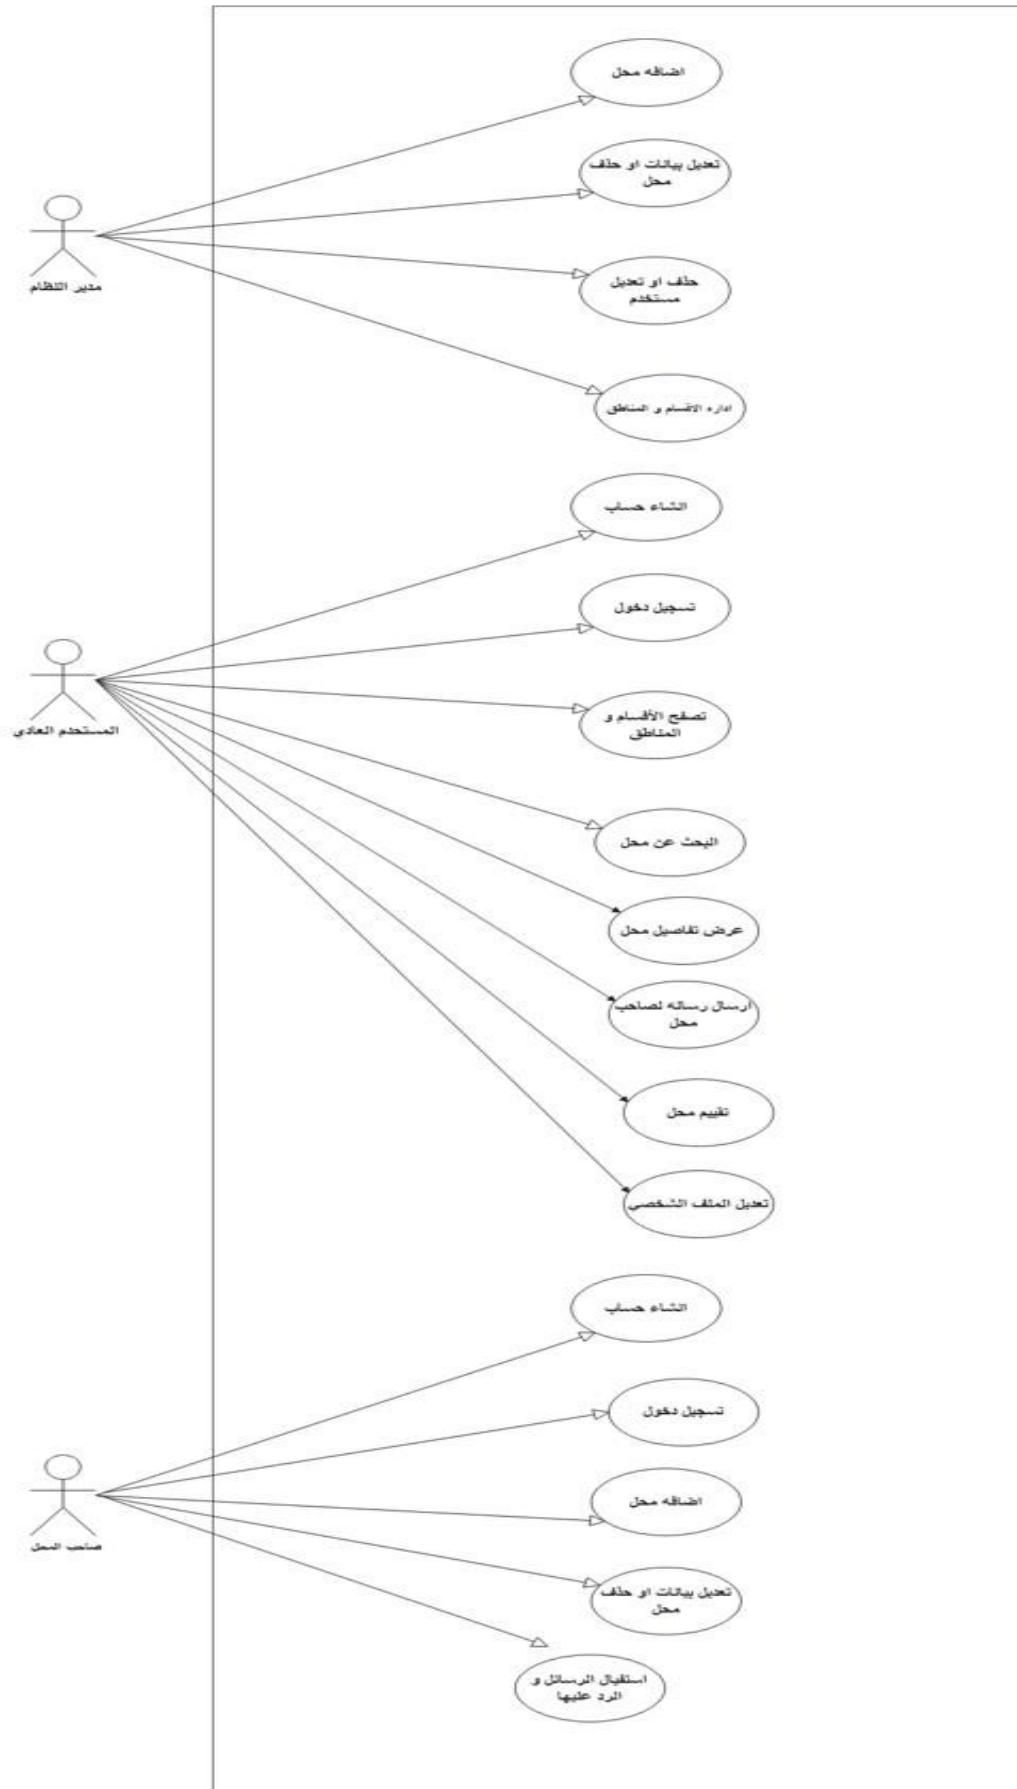 اضافه محل
تعديل بيانات او حذف
محل
مدير النظام
حذف او تعديل
مستخدم
اداره الاقسام و المناطق
انشاء حساب
تسجيل دخول
المستخدم العادي
تصفح الأقسام و
المناطق
البحث عن محل
عرض تفاصيل محل
ارسال رساله لصاحب
محل
تقييم محل
تعديل الملف الشخصي
انشاء حساب
تسجيل دخول
اضافه محل
صاحب المحل
تعديل بيانات او حذف
محل
استقبال الرسائل و
الرد عليها